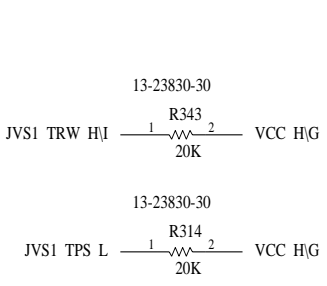 13-23830-30
R343
JVS1 TRW H\I 1 2 VCC H\G
20K
13-23830-30
R314
JVS1 TPS L 1 2 VCC H\G
20K